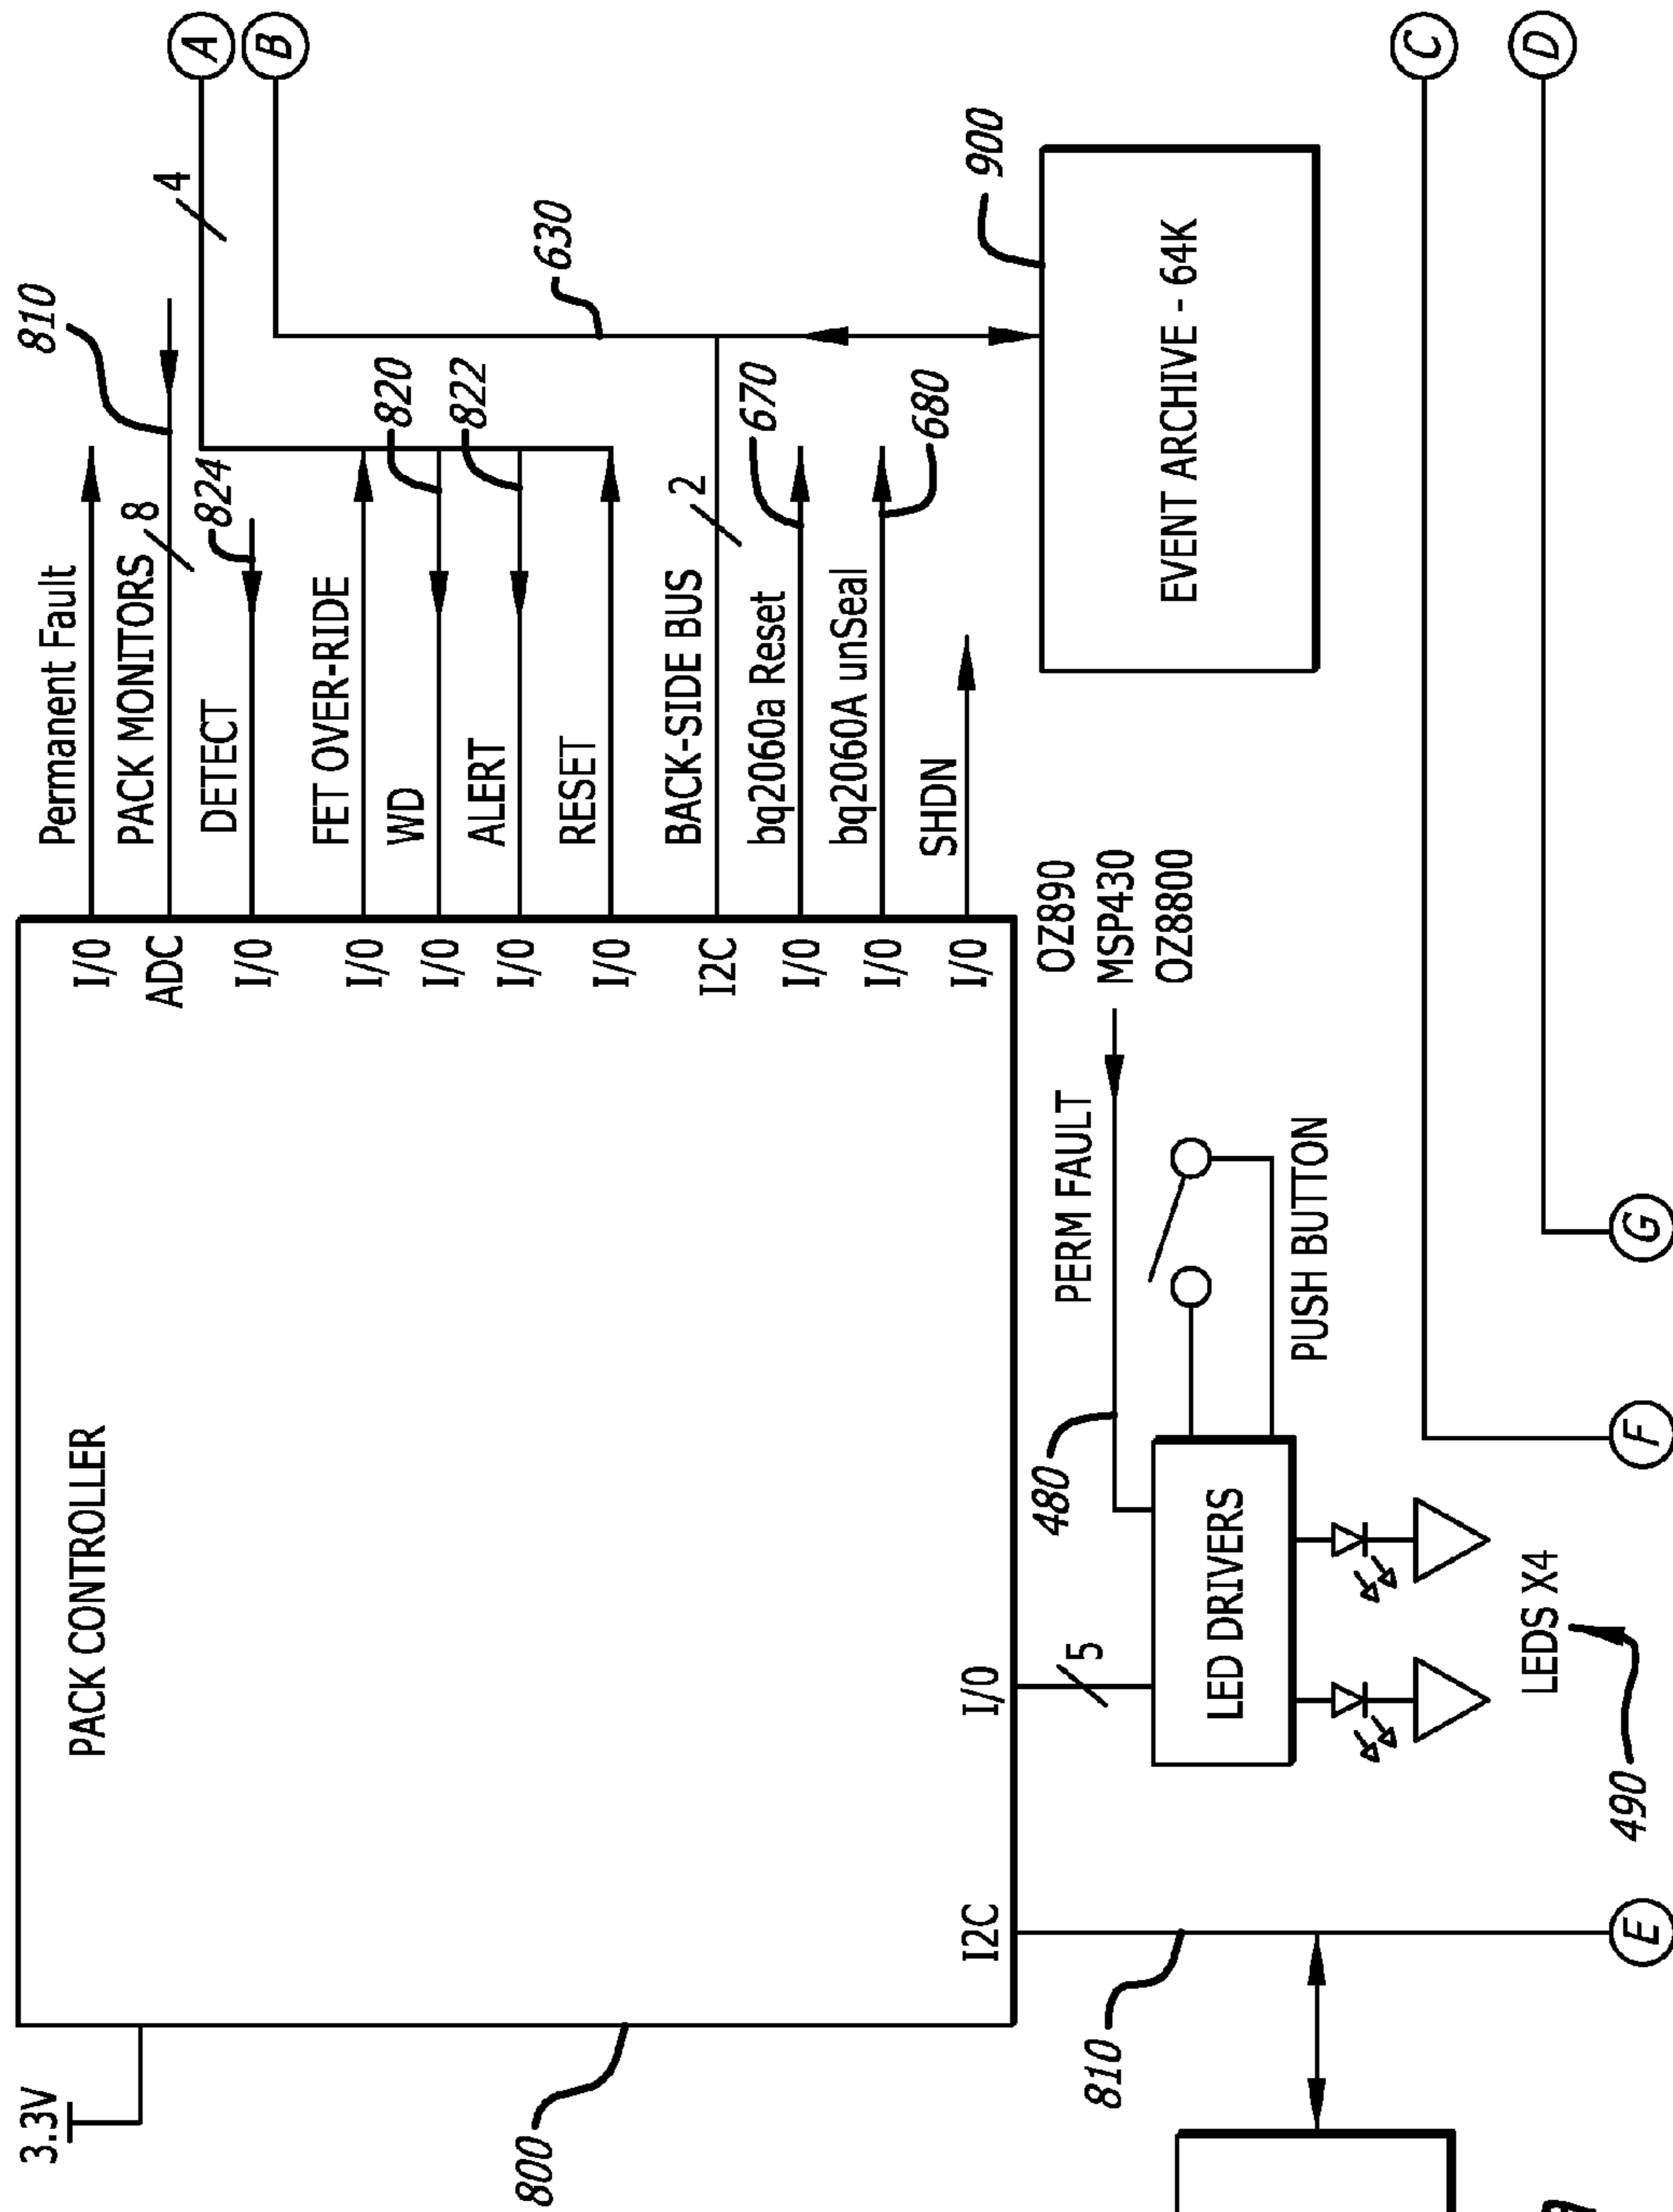 3.3V
PACK CONTROLLER
800
I/O
ADC
I/O
I/O
I/O
I/O
I/O
I2C
I/O
I/O
I/O
Permanent Fault
810
PACK MONITORS
8
DETECT
824
FET OVER-RIDE
WD
820
ALERT
822
RESET
BACK-SIDE BUS
2
bq2060a Reset
670
bq2060A unSeal
680
SHDN
A
B
4
630
900
EVENT ARCHIVE - 64K
I2C
I/O
5
810
480
PERM FAULT
OZ890
MSP430
OZ8800
LED DRIVERS
PUSH BUTTON
LEDS X4
490
C
D
E
F
G